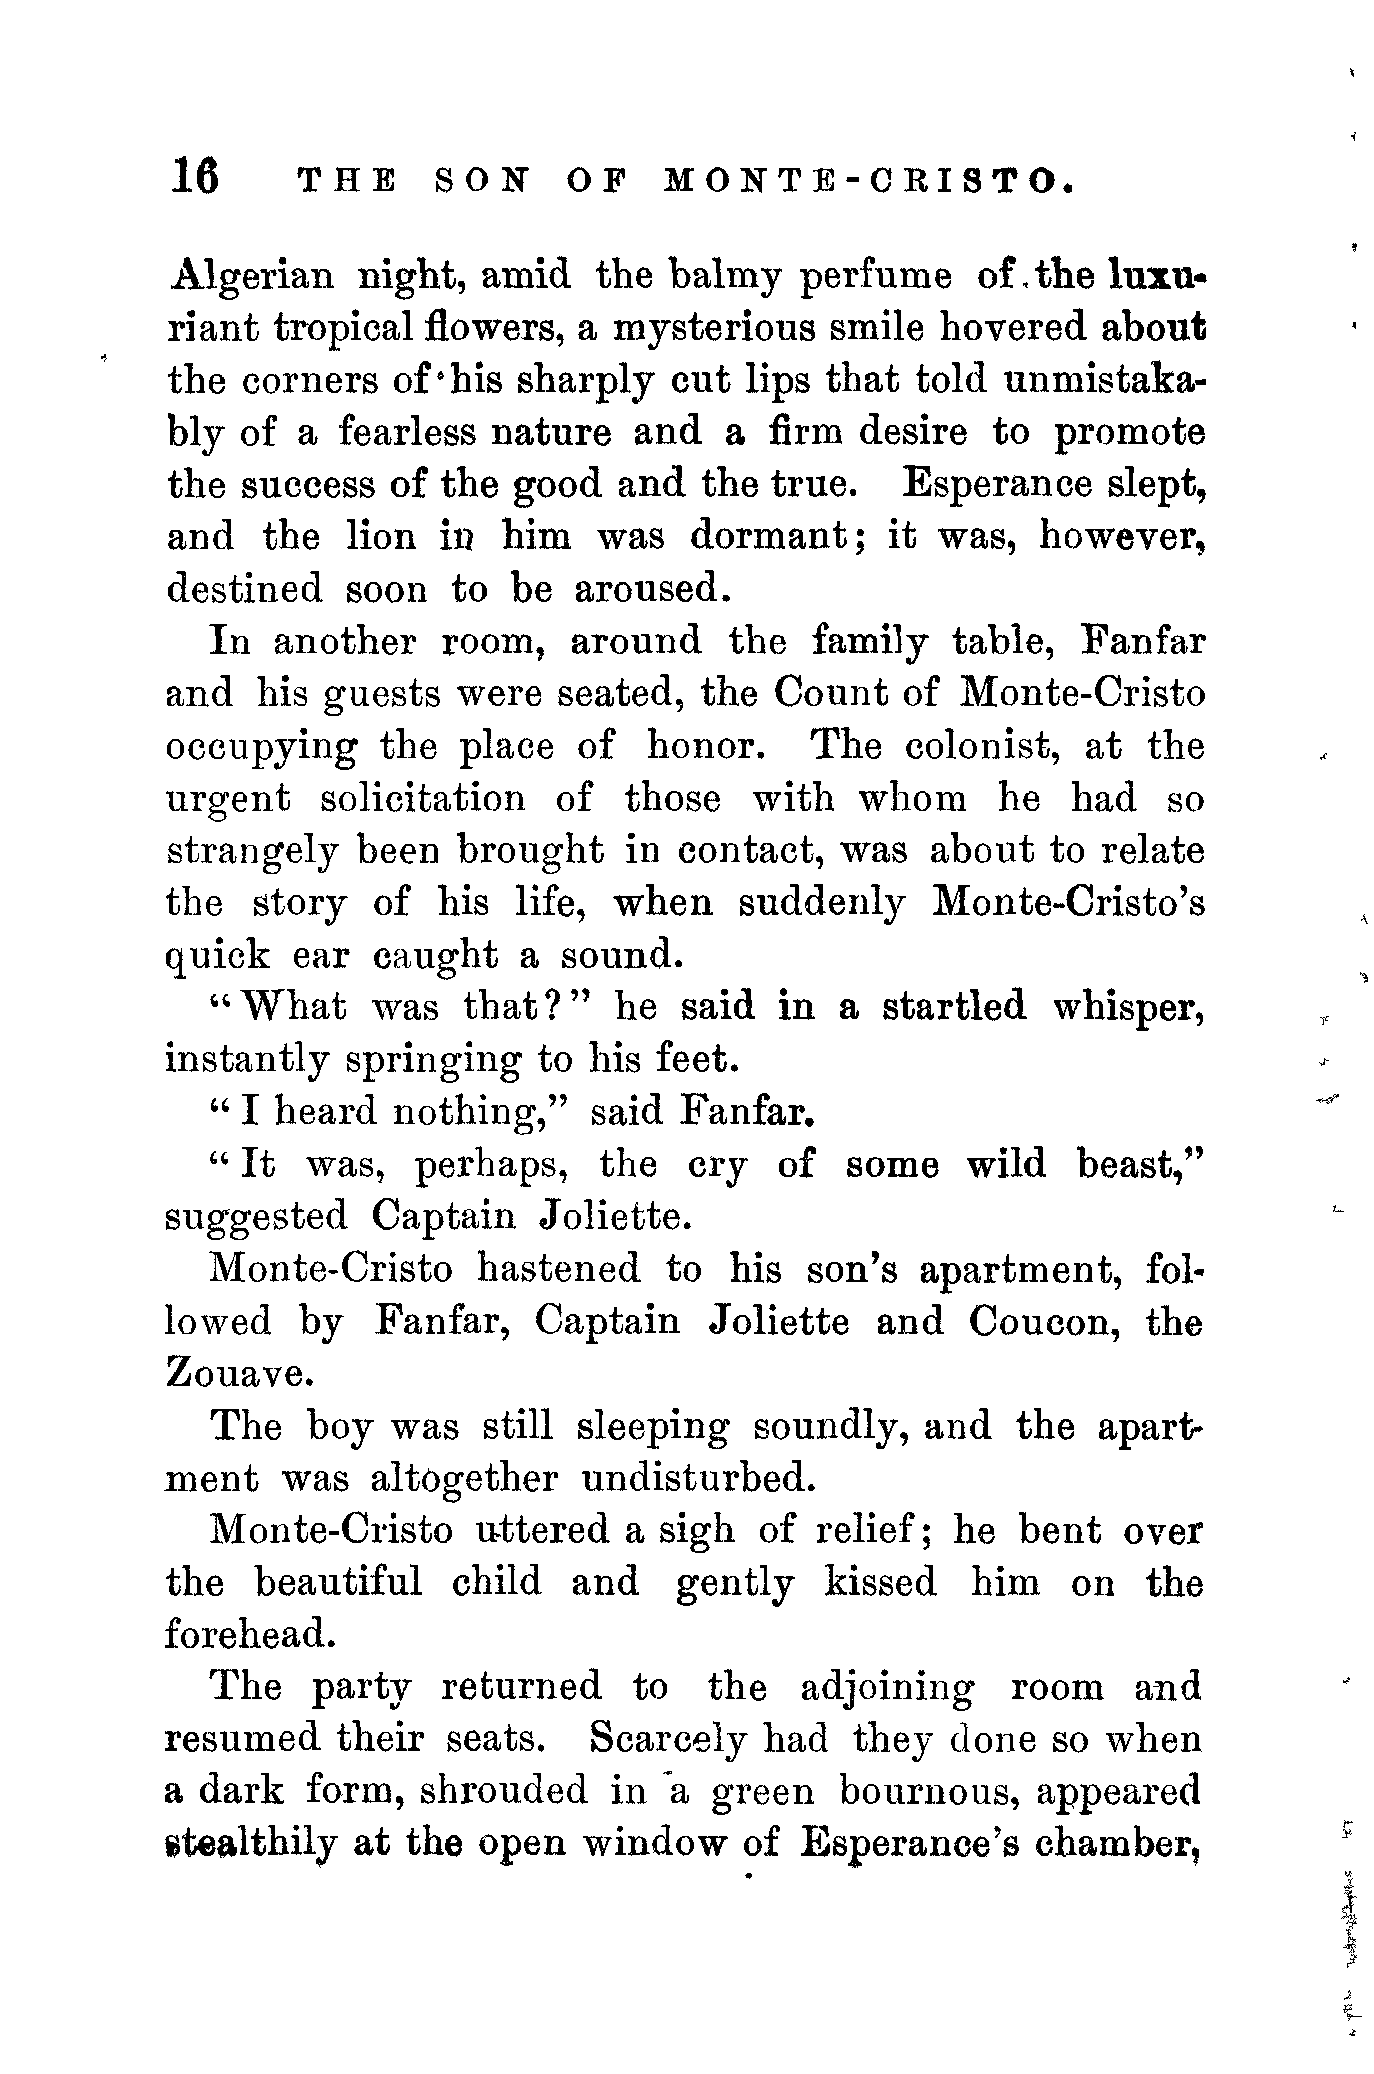 16 THE SON OF MONTE-CRISTO.
Algerian night, amid the balmy perfume of the luxu-
riant tropical flowers, a mysterious smile hovered about
the corners of his sharply cut lips that told unmistaka-
bly of a fearless nature and a firm desire to promote
the success of the good and the true. Esperance slept,
and the lion in him was dormant; it was, however,
destined soon to be aroused.
In another room, around the family table, Fanfar
and his guests were seated, the Count of Monte-Cristo
occupying the place of honor. The colonist, at the
urgent solicitation of those with whom he had so
strangely been brought in contact, was about to relate
the story of his life, when suddenly Monte-Cristo's
quick ear caught a sound.
"What was that?" he said in a startled whisper,
instantly springing to his feet.
"I heard nothing," said Fanfar.
"It was, perhaps, the cry of some wild beast,"
suggested Captain Joliette.
Monte-Cristo hastened to his son's apartment, fol-
lowed by Fanfar, Captain Joliette and Coucon, the
Zouave.
The boy was still sleeping soundly, and the apart-
ment was altogether undisturbed.
Monte-Cristo uttered a sigh of relief; he bent over
the beautiful child and gently kissed him on the
forehead.
The party returned to the adjoining room and
resumed their seats. Scarcely had they done so when
a dark form, shrouded in a green bournous, appeared
stealthily at the open window of Esperance's chamber,